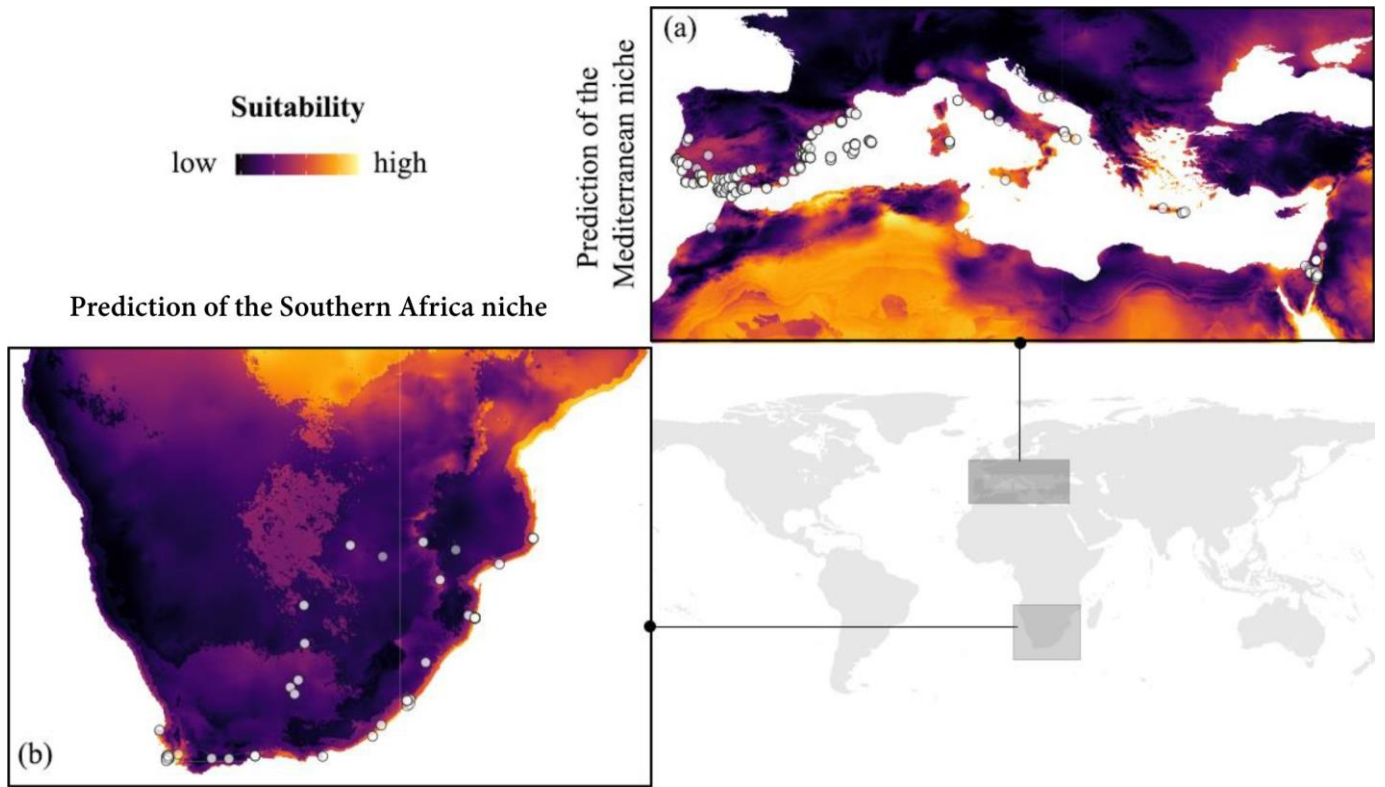 (a)
Prediction of the
Mediterranean niche
Suitability
low high
Prediction of the Southern Africa niche
(b)